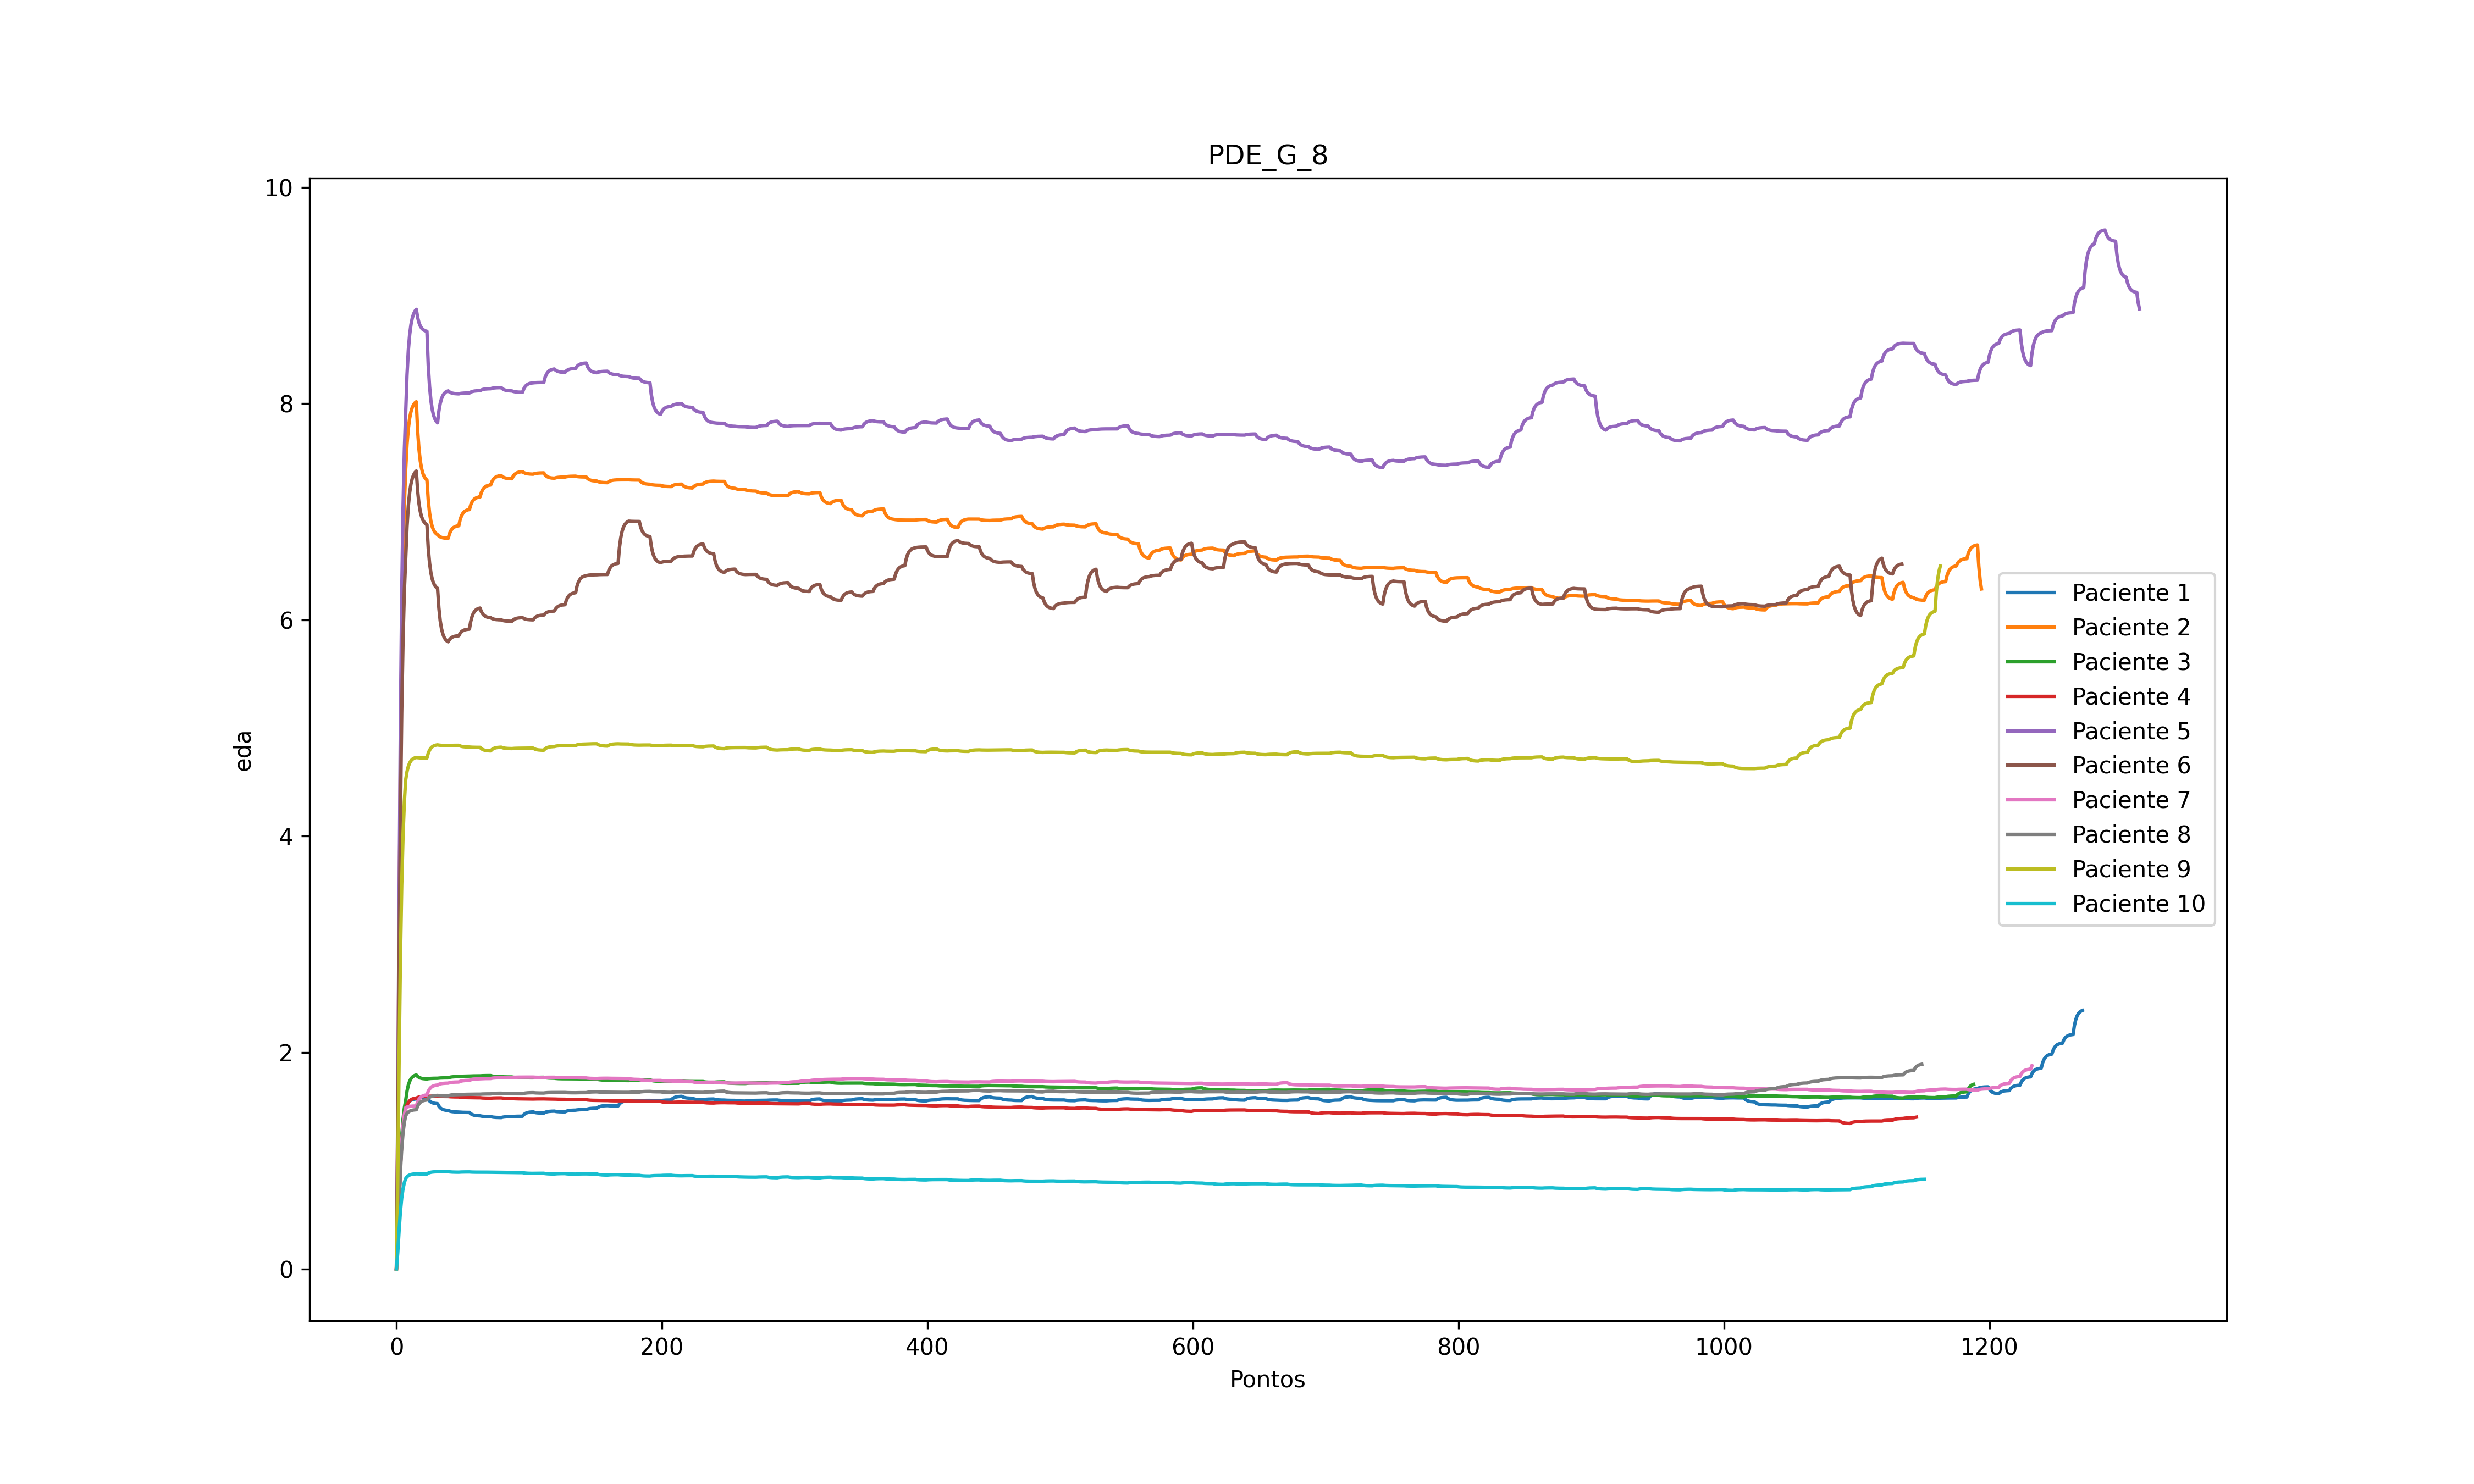 PDE_G_8
10
8
6
4
2
0
eda
0 200 400 600 800 1000 1200
Pontos
Paciente 1
Paciente 2
Paciente 3
Paciente 4
Paciente 5
Paciente 6
Paciente 7
Paciente 8
Paciente 9
Paciente 10